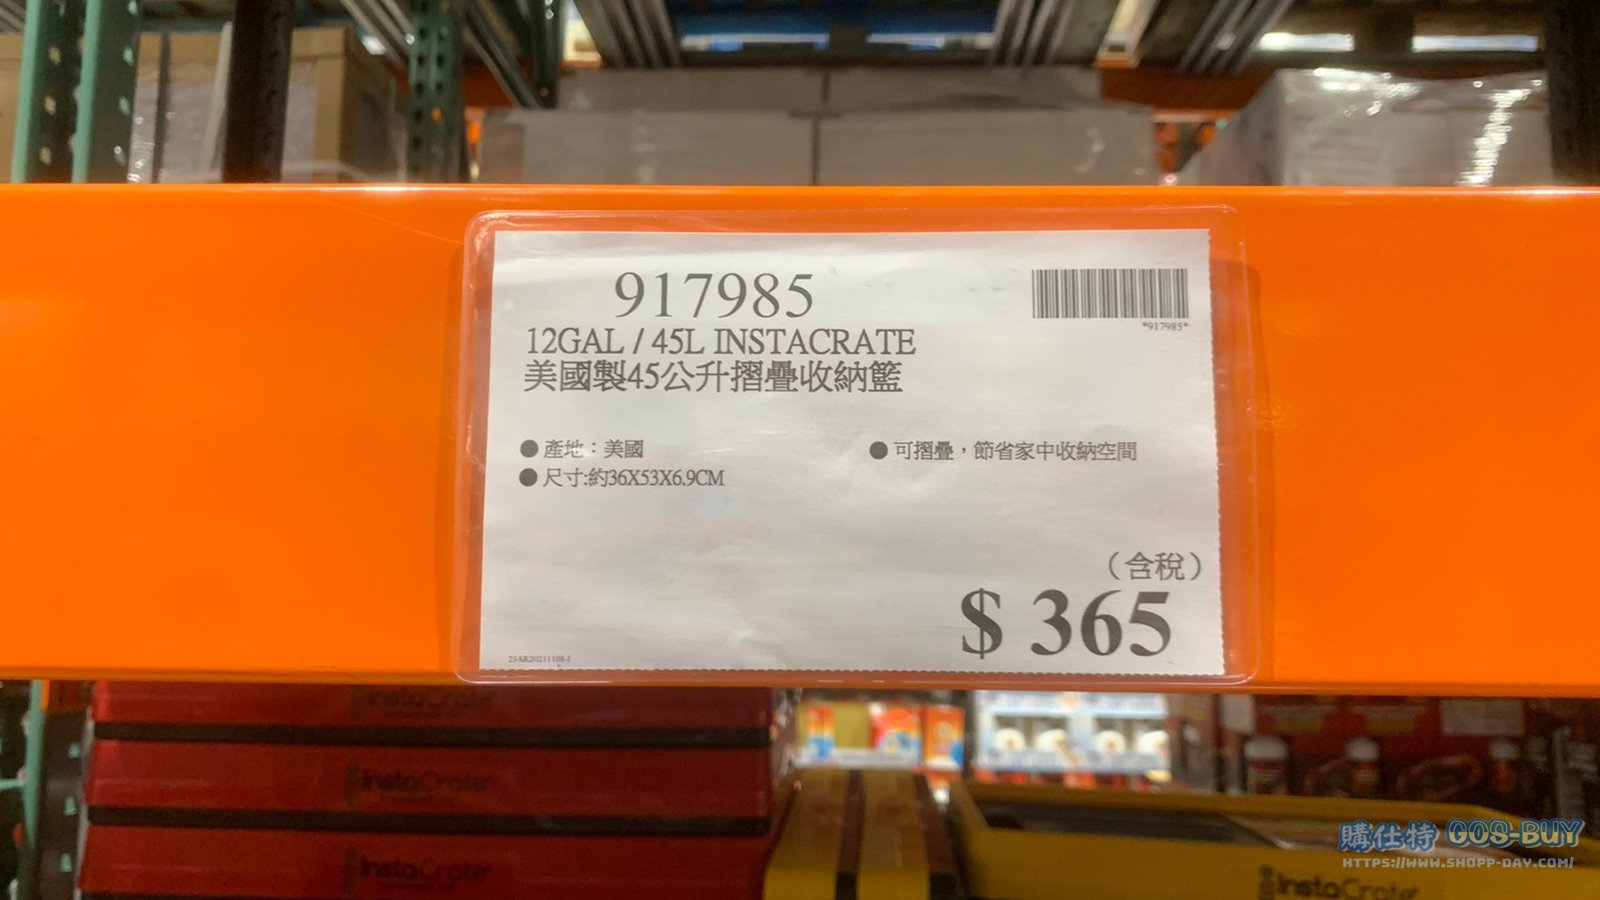 917985
*917985*
12GAL / 45L INSTACRATE
美國製45公升摺疊收納籃
● 產地：美國
● 可摺疊，節省家中收納空間
● 尺寸:約36X53X6.9CM
（含稅）
$ 365
23AR20211108-1
InstaCrate
InstaCrate
InstaCrate
InstaCrate
購仕特 GOS-BUY
HTTPS://WWW.SHOPP-DAY.COM/